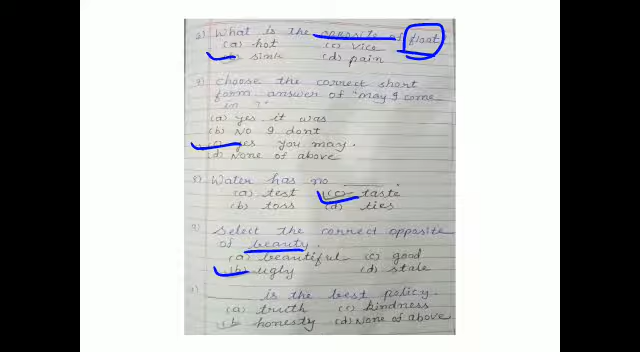 What is the opposite of float
(a) hot (c) vice
sink (d) pain
Choose the correct short
form answer of "may I come
in ?"
(a) yes it was
(b) No I dont
(c) yes you may.
(d) None of above
Water has no
(a) test (c) taste
(b) toss (d) ties
Select the correct opposite
of beauty.
(a) beautiful (c) good
(b) ugly (d) stale
is the best policy.
(a) truth (c) kindness
(b) honesty (d) None of above